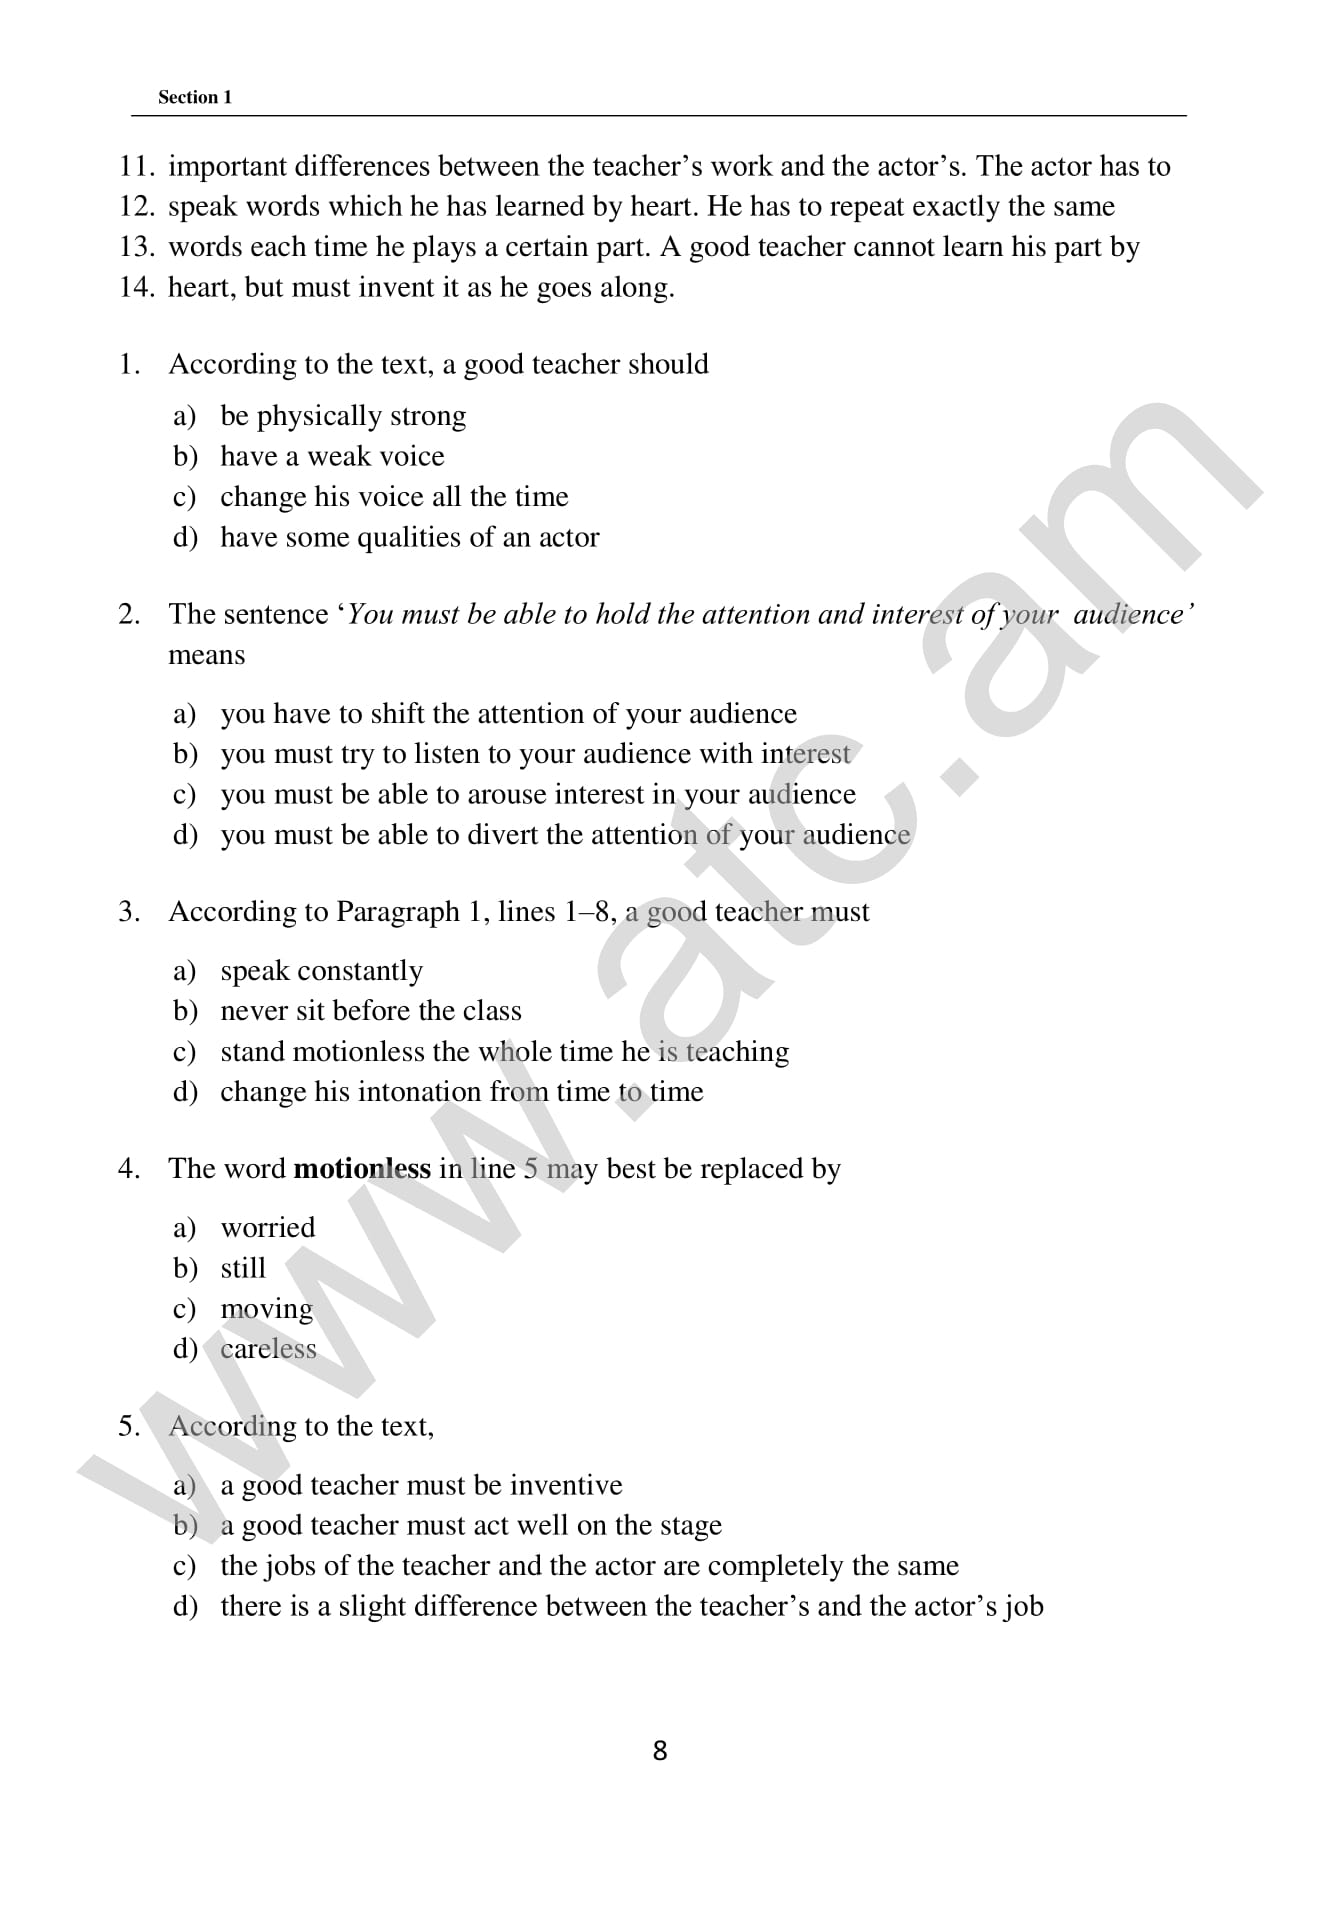 Section 1
11. important differences between the teacher’s work and the actor’s. The actor has to
12. speak words which he has learned by heart. He has to repeat exactly the same
13. words each time he plays a certain part. A good teacher cannot learn his part by
14. heart, but must invent it as he goes along.
1. According to the text, a good teacher should
a) be physically strong
b) have a weak voice
c) change his voice all the time
d) have some qualities of an actor
2. The sentence ‘You must be able to hold the attention and interest of your audience’
means
a) you have to shift the attention of your audience
b) you must try to listen to your audience with interest
c) you must be able to arouse interest in your audience
d) you must be able to divert the attention of your audience
3. According to Paragraph 1, lines 1–8, a good teacher must
a) speak constantly
b) never sit before the class
c) stand motionless the whole time he is teaching
d) change his intonation from time to time
4. The word motionless in line 5 may best be replaced by
a) worried
b) still
c) moving
d) careless
5. According to the text,
a) a good teacher must be inventive
b) a good teacher must act well on the stage
c) the jobs of the teacher and the actor are completely the same
d) there is a slight difference between the teacher’s and the actor’s job
8
www.atc.am